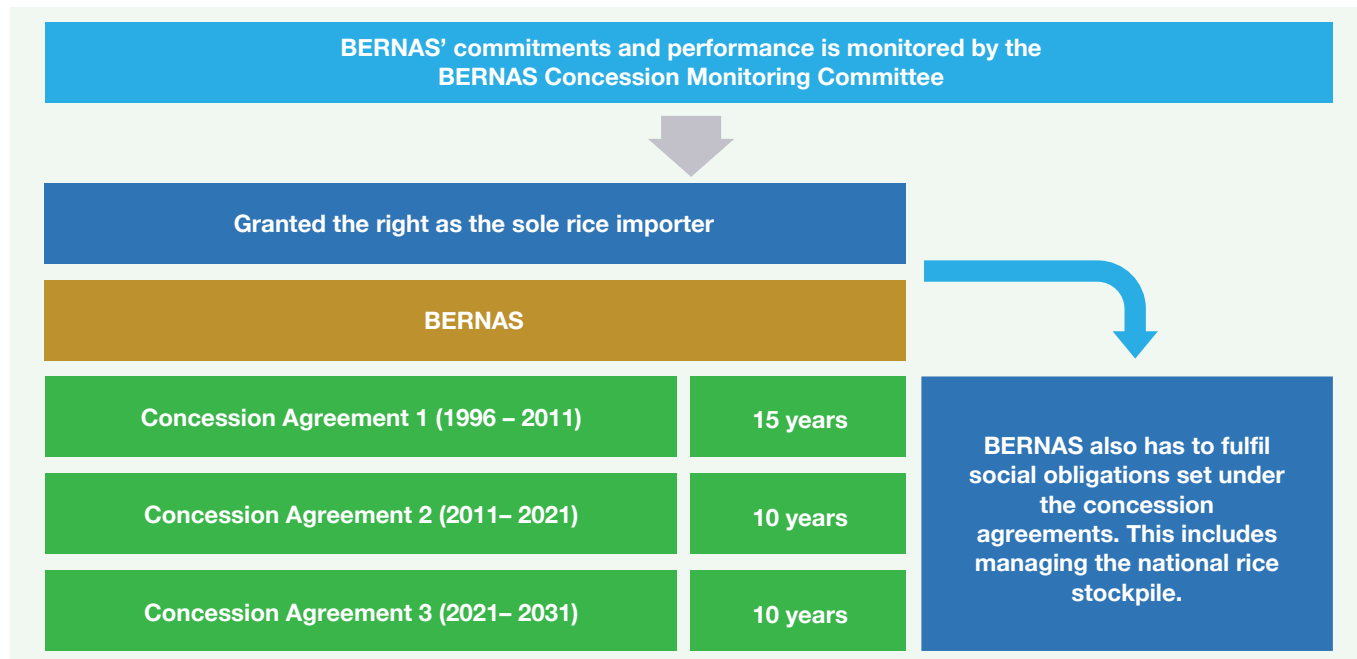 BERNAS’ commitments and performance is monitored by the
BERNAS Concession Monitoring Committee
Granted the right as the sole rice importer
BERNAS
Concession Agreement 1 (1996 – 2011)
15 years
Concession Agreement 2 (2011– 2021)
10 years
Concession Agreement 3 (2021– 2031)
10 years
BERNAS also has to fulfil
social obligations set under
the concession
agreements. This includes
managing the national rice
stockpile.